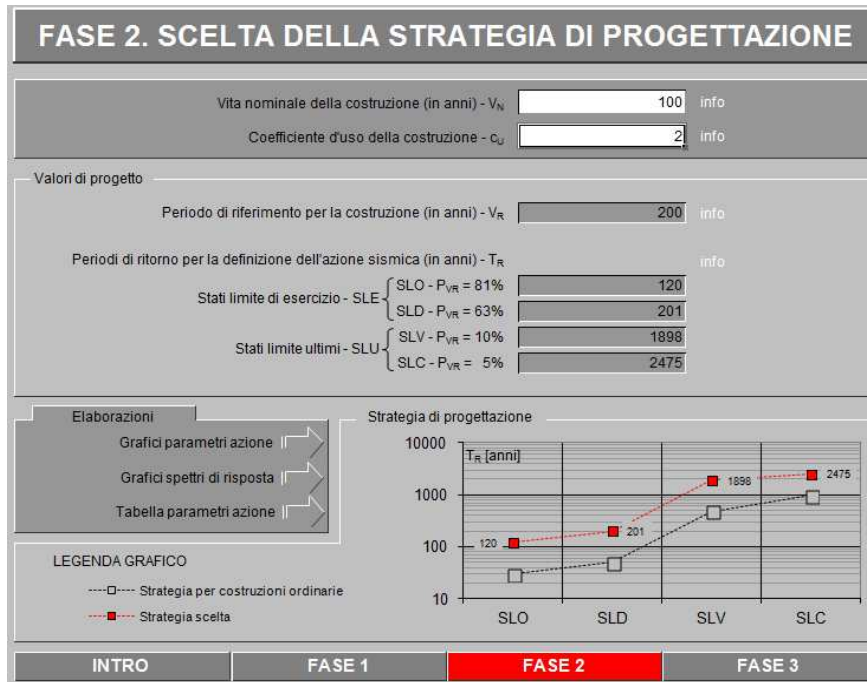 FASE 2. SCELTA DELLA STRATEGIA DI PROGETTAZIONE
Vita nominale della costruzione (in anni) - VN 100 info
Coefficiente d'uso della costruzione - cU 2 info
Valori di progetto
Periodo di riferimento per la costruzione (in anni) - VR 200 info
Periodi di ritorno per la definizione dell'azione sismica (in anni) - TR info
Stati limite di esercizio - SLE
SLO - PVR = 81% 120
SLD - PVR = 63% 201
Stati limite ultimi - SLU
SLV - PVR = 10% 1898
SLC - PVR = 5% 2475
Elaborazioni
Grafici parametri azione
Grafici spettri di risposta
Tabella parametri azione
LEGENDA GRAFICO
Strategia per costruzioni ordinarie
Strategia scelta
Strategia di progettazione
TR [anni]
10000
1000
100
10
120
201
1898
2475
SLO SLD SLV SLC
INTRO FASE 1 FASE 2 FASE 3